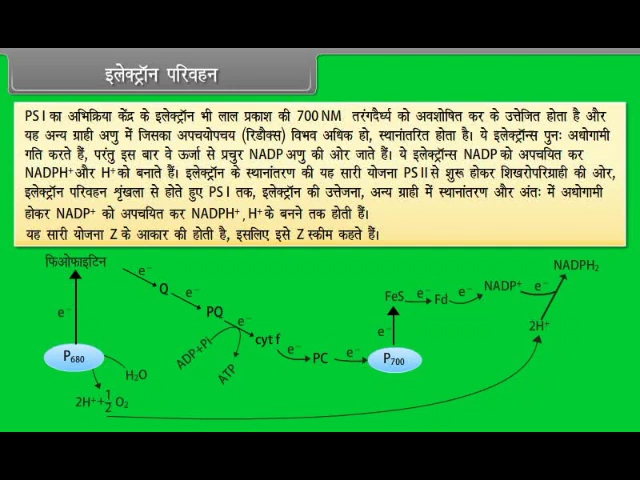 इलेक्ट्रॉन परिवहन
PS I का अभिक्रिया केंद्र के इलेक्ट्रॉन भी लाल प्रकाश की 700 NM तरंगदैर्ध्य को अवशोषित कर के उत्तेजित होता है और
यह अन्य ग्राही अणु में जिसका अपचयोपचय (रिडौक्स) विभव अधिक हो, स्थानांतरित होता है। ये इलेक्ट्रॉन्स पुनः अधोगामी
गति करते हैं, परंतु इस बार वे ऊर्जा से प्रचुर NADP अणु की ओर जाते हैं। ये इलेक्ट्रॉन्स NADP को अपचयित कर
NADPH⁺और H⁺को बनाते हैं। इलेक्ट्रॉन के स्थानांतरण की यह सारी योजना PS II से शुरू होकर शिखरोपरिग्राही की ओर,
इलेक्ट्रॉन परिवहन शृंखला से होते हुए PS I तक, इलेक्ट्रॉन की उत्तेजना, अन्य ग्राही में स्थानांतरण और अंतः में अधोगामी
होकर NADP⁺ को अपचयित कर NADPH⁺, H⁺के बनने तक होती हैं।
यह सारी योजना Z के आकार की होती है, इसलिए इसे Z स्कीम कहते हैं।
फिओफाइटिन
e⁻
Q
e⁻
PQ
e⁻
cyt f
e⁻
PC
e⁻
P₇₀₀
e⁻
FeS
e⁻
Fd
e⁻
NADP⁺
e⁻
NADPH₂
2H⁺
e⁻
P₆₈₀
H₂O
2H⁺+1/2 O₂
ADP+Pi
ATP